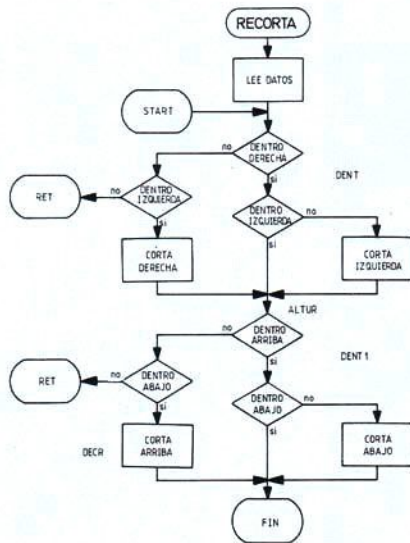 RECORTA
LEE DATOS
START
DENTRO
DERECHA
no
si
DENT
RET
no
DENTRO
IZQUIERDA
si
DENTRO
IZQUIERDA
no
si
CORTA
DERECHA
CORTA
IZQUIERDA
ALTUR
DENTRO
ARRIBA
no
si
DENT1
RET
no
DENTRO
ABAJO
si
DENTRO
ABAJO
no
si
DECR
CORTA
ARRIBA
CORTA
ABAJO
FIN